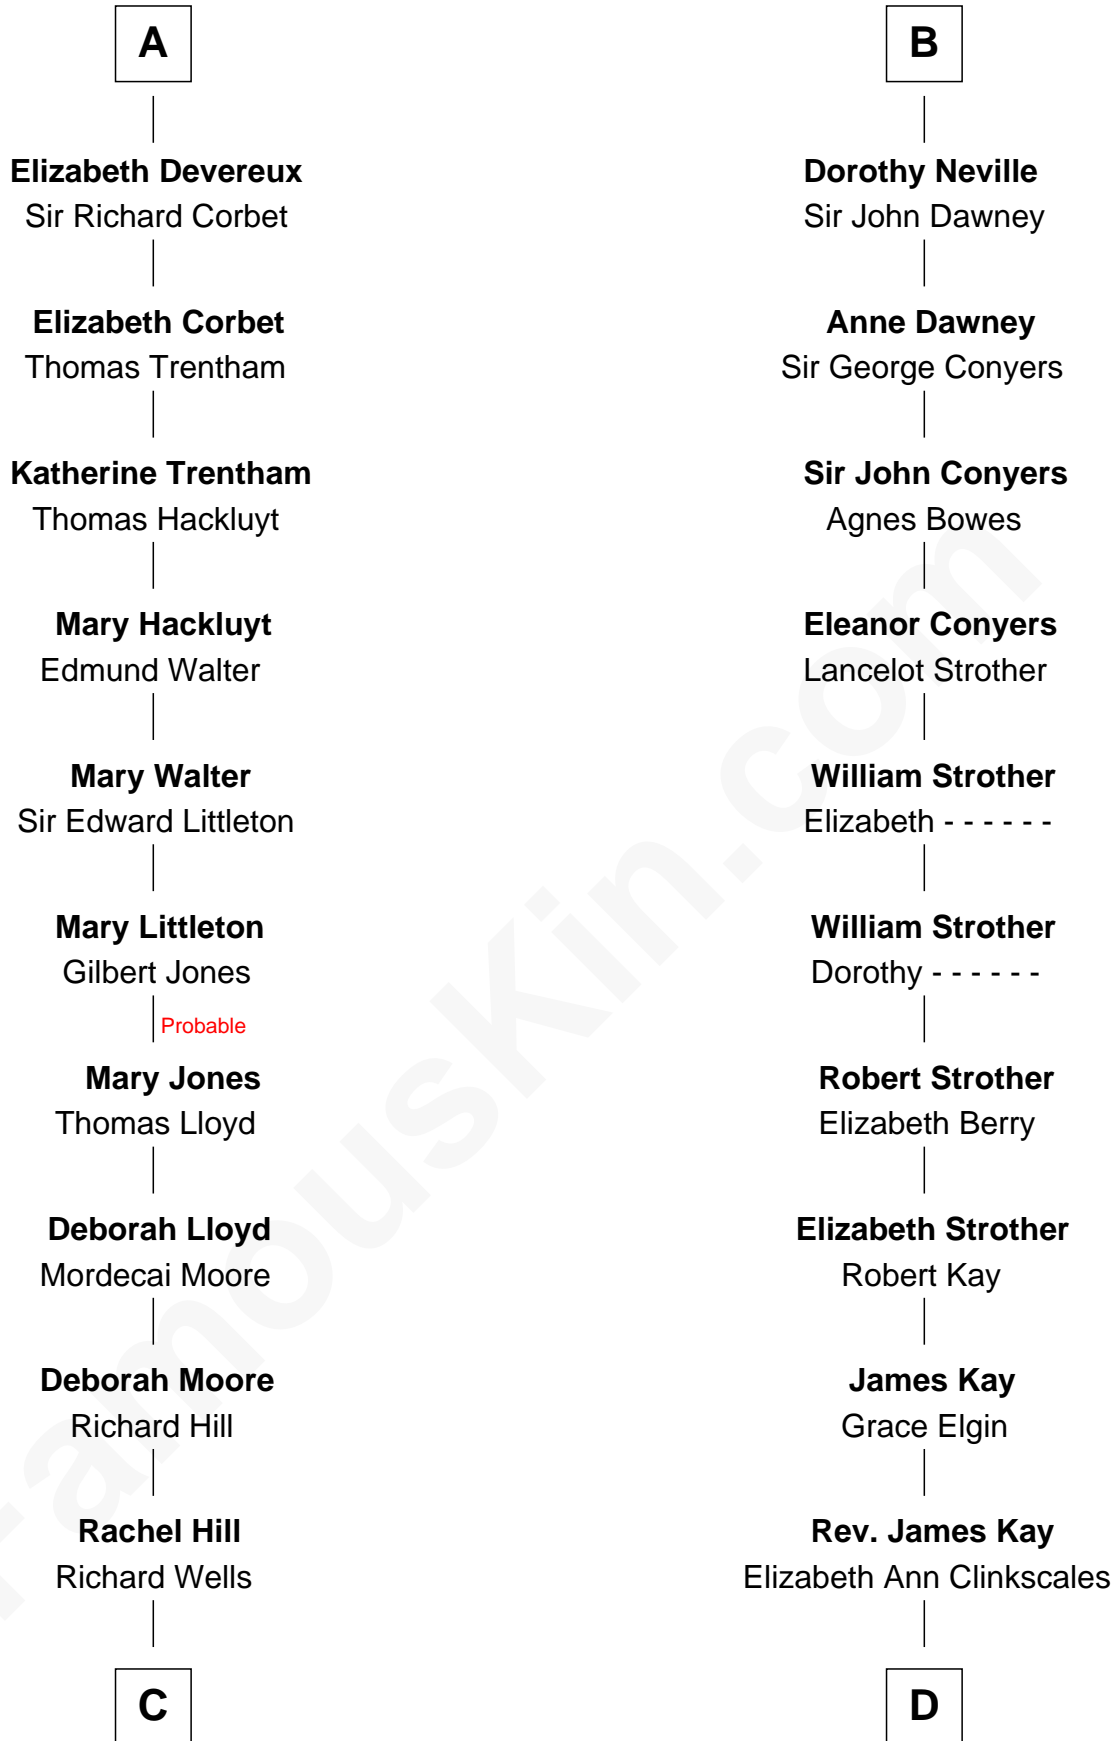 A
Elizabeth Devereux
Sir Richard Corbet
Elizabeth Corbet
Thomas Trentham
Katherine Trentham
Thomas Hackluyt
Mary Hackluyt
Edmund Walter
Mary Walter
Sir Edward Littleton
Mary Littleton
Gilbert Jones
Probable
Mary Jones
Thomas Lloyd
Deborah Lloyd
Mordecai Moore
Deborah Moore
Richard Hill
Rachel Hill
Richard Wells
C
B
Dorothy Neville
Sir John Dawney
Anne Dawney
Sir George Conyers
Sir John Conyers
Agnes Bowes
Eleanor Conyers
Lancelot Strother
William Strother
Elizabeth - - - - - -
William Strother
Dorothy - - - - - -
Robert Strother
Elizabeth Berry
Elizabeth Strother
Robert Kay
James Kay
Grace Elgin
Rev. James Kay
Elizabeth Ann Clinkscales
D
FamousKin.com